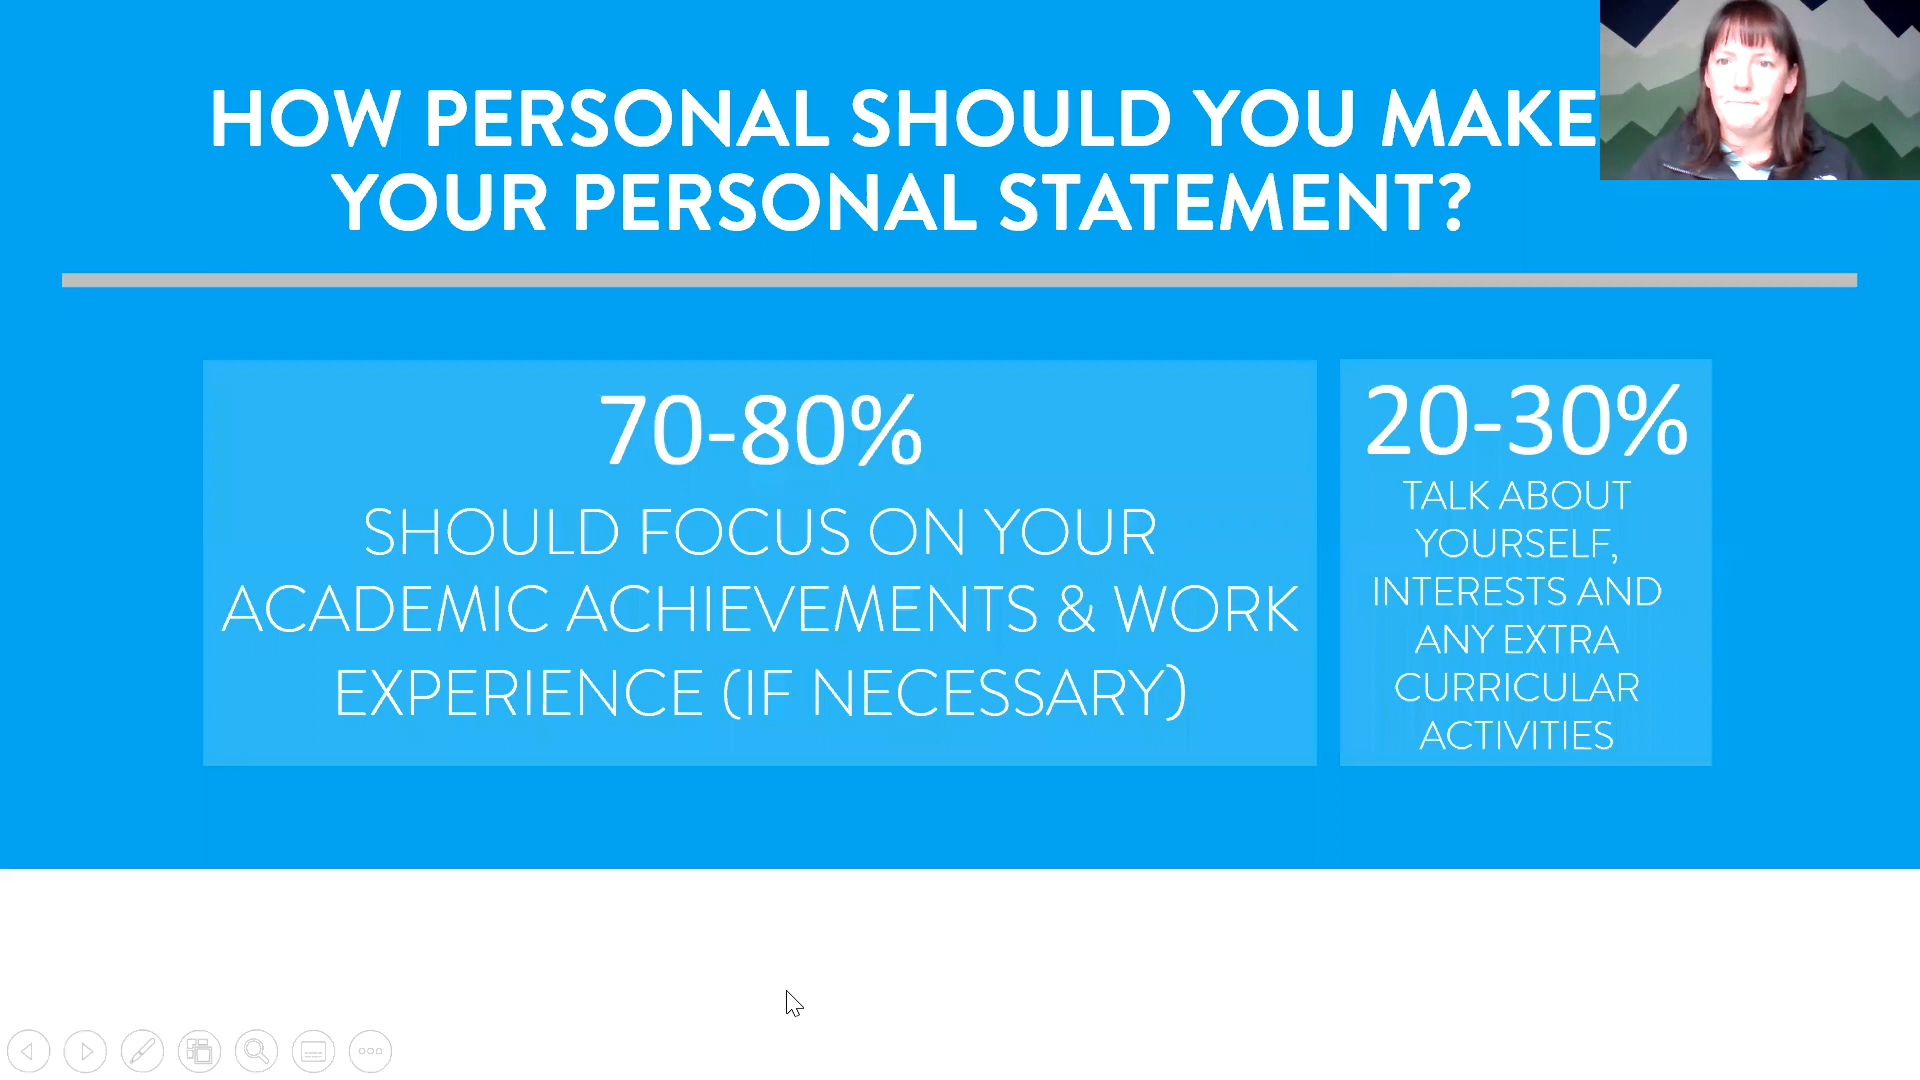 HOW PERSONAL SHOULD YOU MAKE
YOUR PERSONAL STATEMENT?
70-80%
SHOULD FOCUS ON YOUR
ACADEMIC ACHIEVEMENTS & WORK
EXPERIENCE (IF NECESSARY)
20-30%
TALK ABOUT
YOURSELF,
INTERESTS AND
ANY EXTRA
CURRICULAR
ACTIVITIES